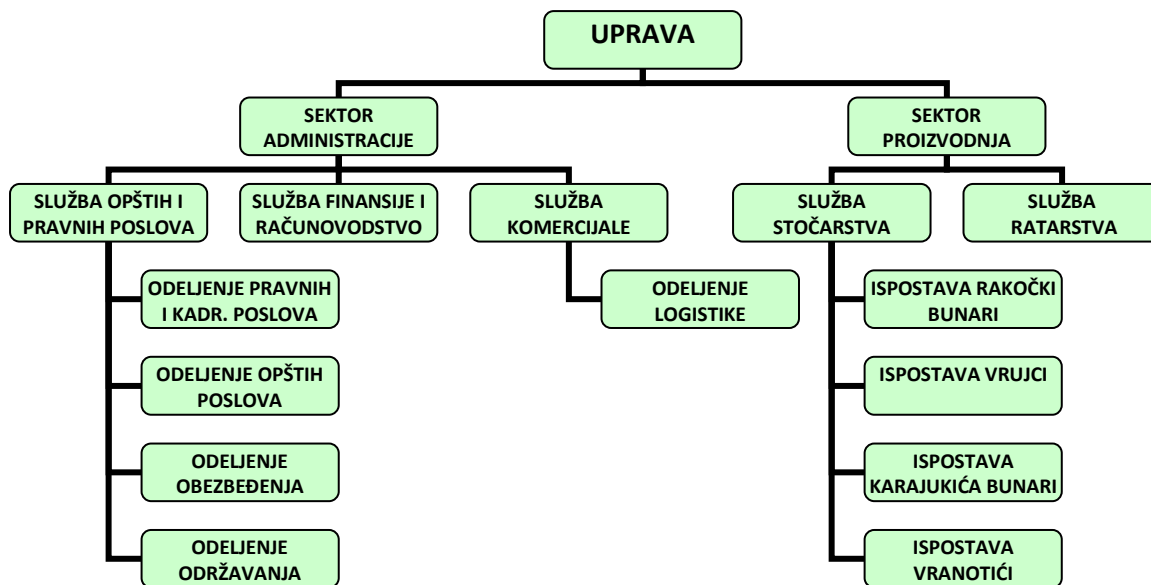 UPRAVA
SEKTOR
ADMINISTRACIJE
SEKTOR
PROIZVODNJA
SLUŽBA OPŠTIH I
PRAVNIH POSLOVA
SLUŽBA FINANSIJE I
RAČUNOVODSTVO
SLUŽBA
KOMERCIJALE
SLUŽBA
STOČARSTVA
SLUŽBA
RATARSTVA
ODELJENJE PRAVNIH
I KADR. POSLOVA
ODELJENJE
LOGISTIKE
ISPOSTAVA RAKOČKI
BUNARI
ODELJENJE OPŠTIH
POSLOVA
ISPOSTAVA VRUJCI
ODELJENJE
OBEZBEĐENJA
ISPOSTAVA
KARAJUKIĆA BUNARI
ODELJENJE
ODRŽAVANJA
ISPOSTAVA
VRANOTIĆI